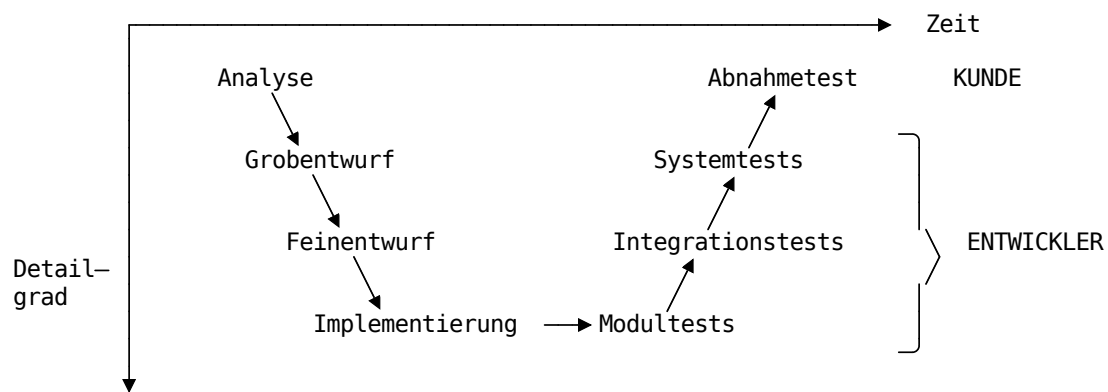 Zeit
Analyse Abnahmetest KUNDE
Grobentwurf Systemtests
Feinentwurf Integrationstests ENTWICKLER
Detail–
grad
Implementierung Modultests